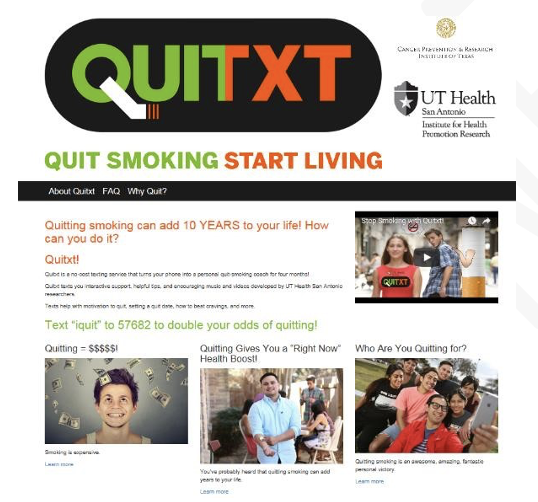 QUITTXT
CANCER PREVENTION & RESEARCH
INSTITUTE OF TEXAS
UT Health
San Antonio
Institute for Health
Promotion Research
QUIT SMOKING START LIVING
About Quitxt FAQ Why Quit?
Quitting smoking can add 10 YEARS to your life! How
can you do it?
Quitxt!
Quitxt is a no-cost texting service that turns your phone into a personal quit-smoking coach for four months!
Quitxt texts you interactive support, helpful tips, and encouraging music and videos developed by UT Health San Antonio
researchers.
Texts help with motivation to quit, setting a quit date, how to beat cravings, and more.
Text "iquit" to 57682 to double your odds of quitting!
Stop Smoking with Quitxt!
QUITXT
Quitting = $$$$$!
Smoking is expensive.
Learn more
Quitting Gives You a "Right Now"
Health Boost!
You've probably heard that quitting smoking can add
years to your life.
Learn more
Who Are You Quitting for?
Quitting smoking is an awesome, amazing, fantastic
personal victory.
Learn more